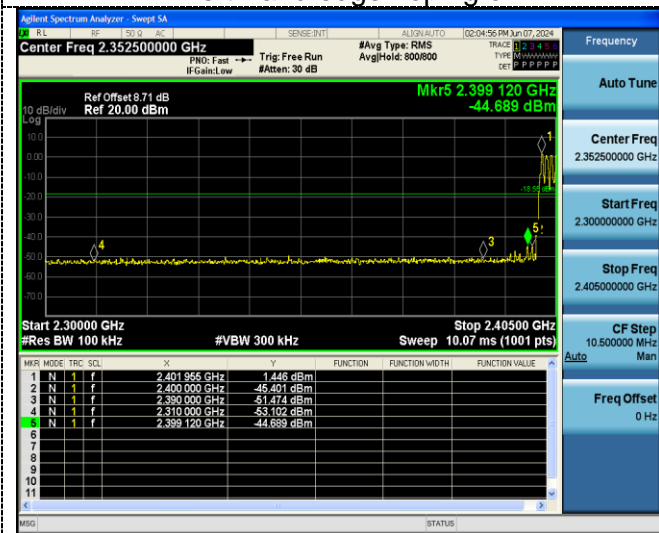 Agilent Spectrum Analyzer - Swept SA
RL RF 50 Ω AC SENSE:INT ALIGN AUTO 02:04:56 PM Jun 07, 2024
Center Freq 2.352500000 GHz
PNO: Fast
IFGain:Low
Trig: Free Run
#Atten: 30 dB
#Avg Type: RMS
Avg|Hold: 800/800
TRACE 1 2 3 4 5 6
TYPE M
DET P P P P P P
Mkr5 2.399 120 GHz
-44.689 dBm
Ref Offset 8.71 dB
Ref 20.00 dBm
10 dB/div
Log
10.0
0.00
-10.0
-20.0
-30.0
-40.0
-50.0
-60.0
-70.0
1
-18.55 dBm
5
3
4
Start 2.30000 GHz
Stop 2.40500 GHz
#Res BW 100 kHz
#VBW 300 kHz
Sweep 10.07 ms (1001 pts)
MKR MODE TRC SCL X Y FUNCTION FUNCTION WIDTH FUNCTION VALUE
1 N 1 f 2.401 955 GHz 1.446 dBm
2 N 1 f 2.400 000 GHz -45.401 dBm
3 N 1 f 2.390 000 GHz -51.474 dBm
4 N 1 f 2.310 000 GHz -53.102 dBm
5 N 1 f 2.399 120 GHz -44.689 dBm
6
7
8
9
10
11
MSG
STATUS
Frequency
Auto Tune
Center Freq
2.352500000 GHz
Start Freq
2.300000000 GHz
Stop Freq
2.405000000 GHz
CF Step
10.500000 MHz
Auto Man
Freq Offset
0 Hz